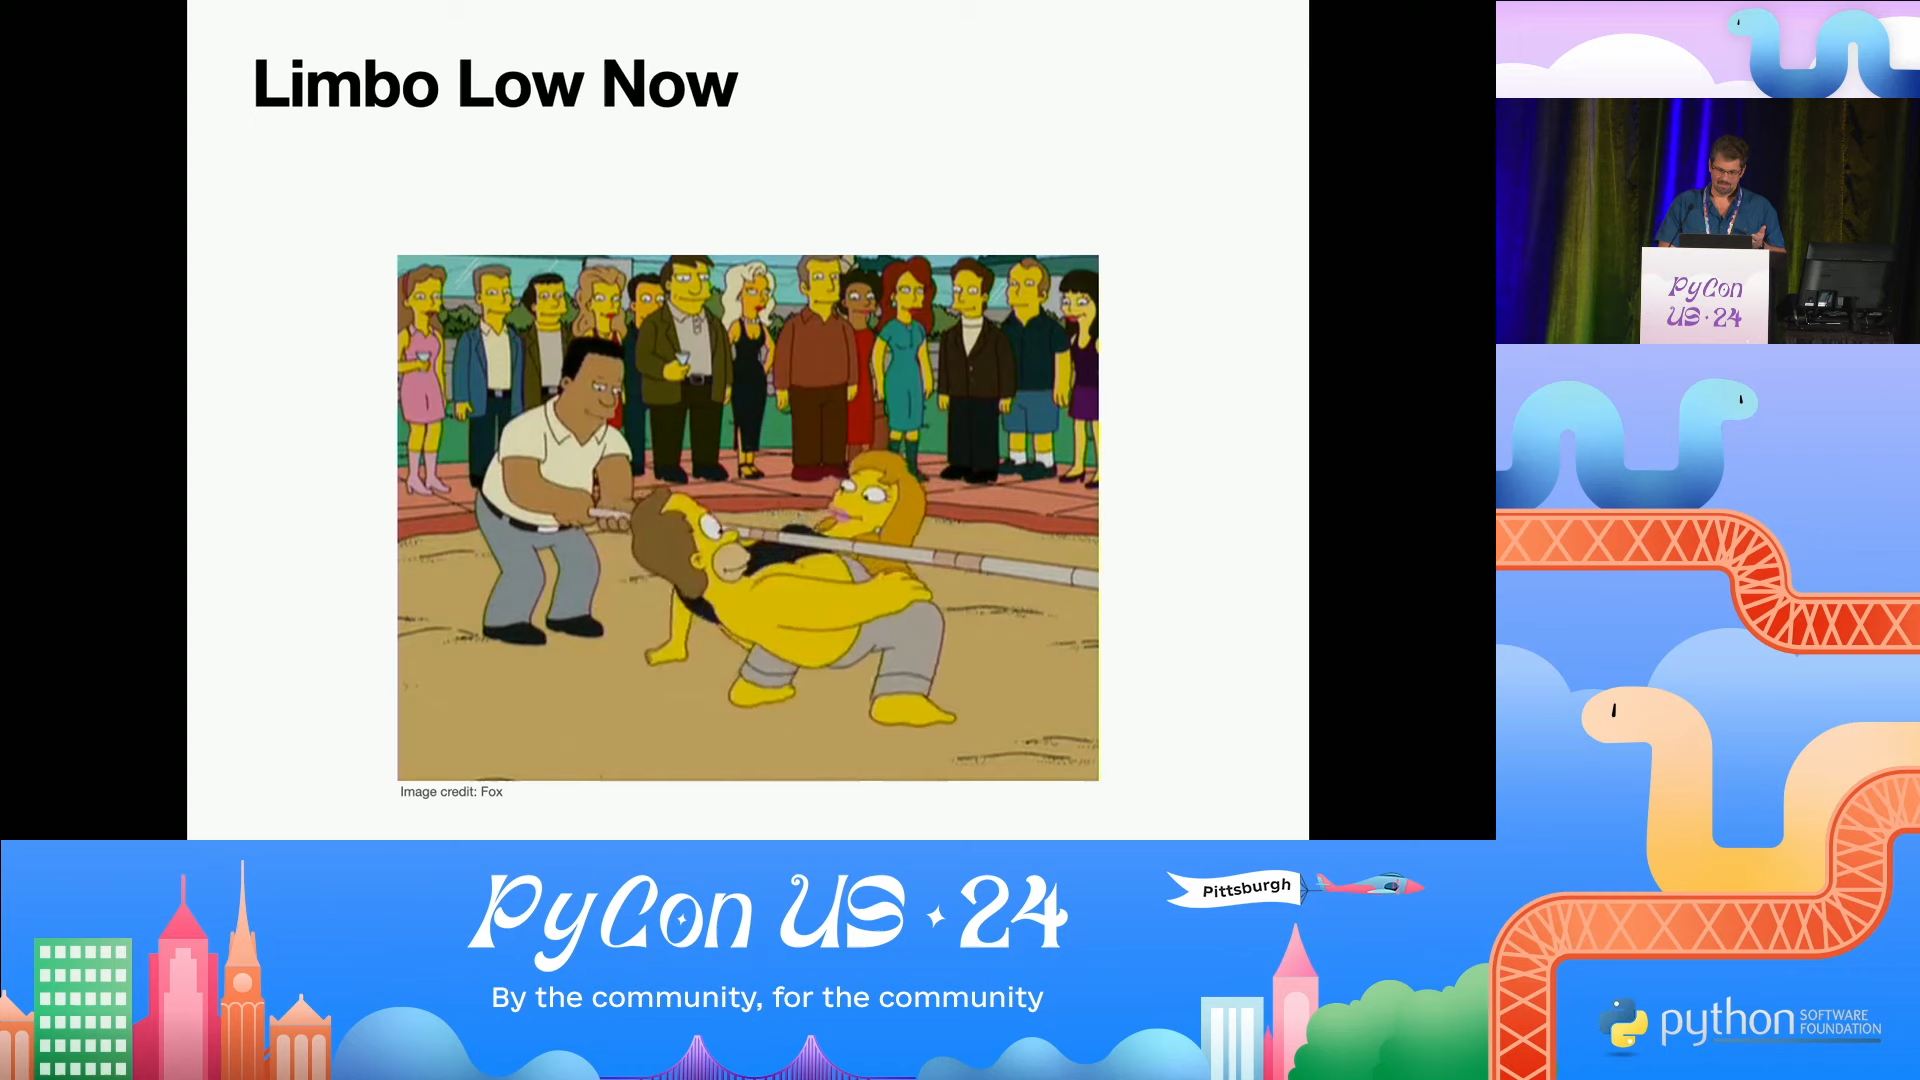 Limbo Low Now
Image credit: Fox
PyCon
US · 24
PyCon US · 24
By the community, for the community
Pittsburgh
python
SOFTWARE
FOUNDATION